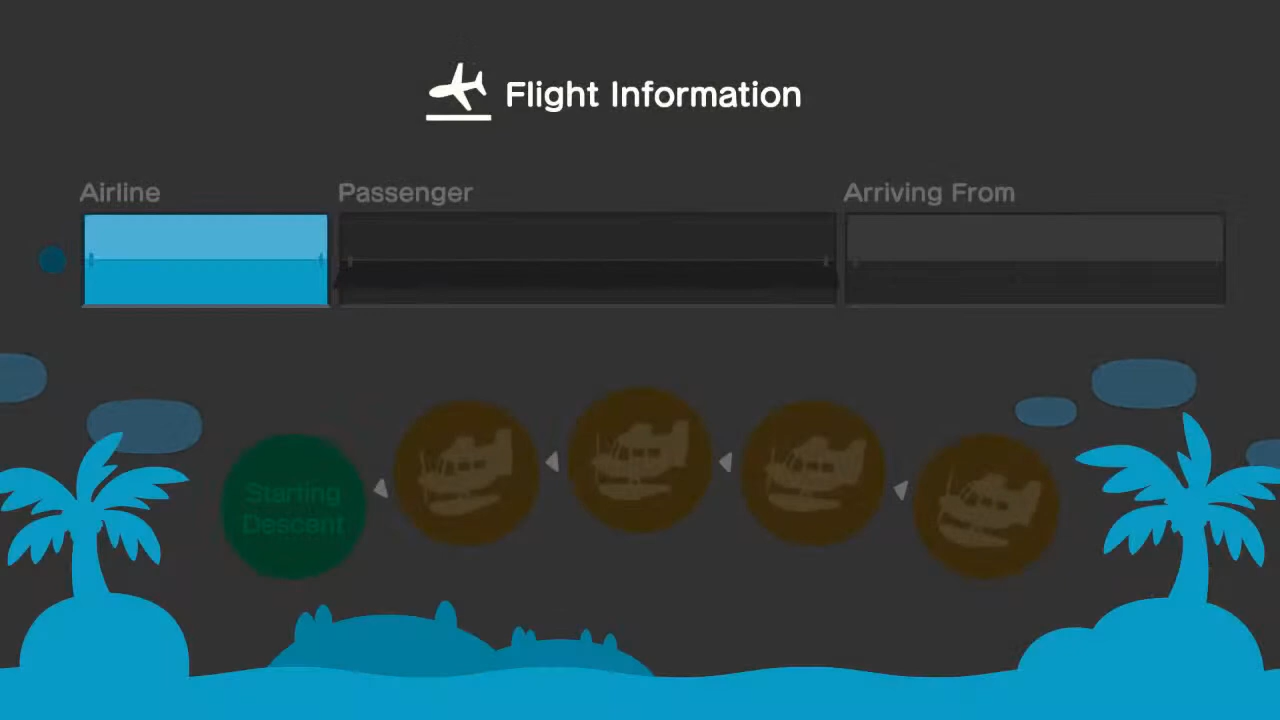 Flight Information
Airline
Passenger
Arriving From
Starting
Descent